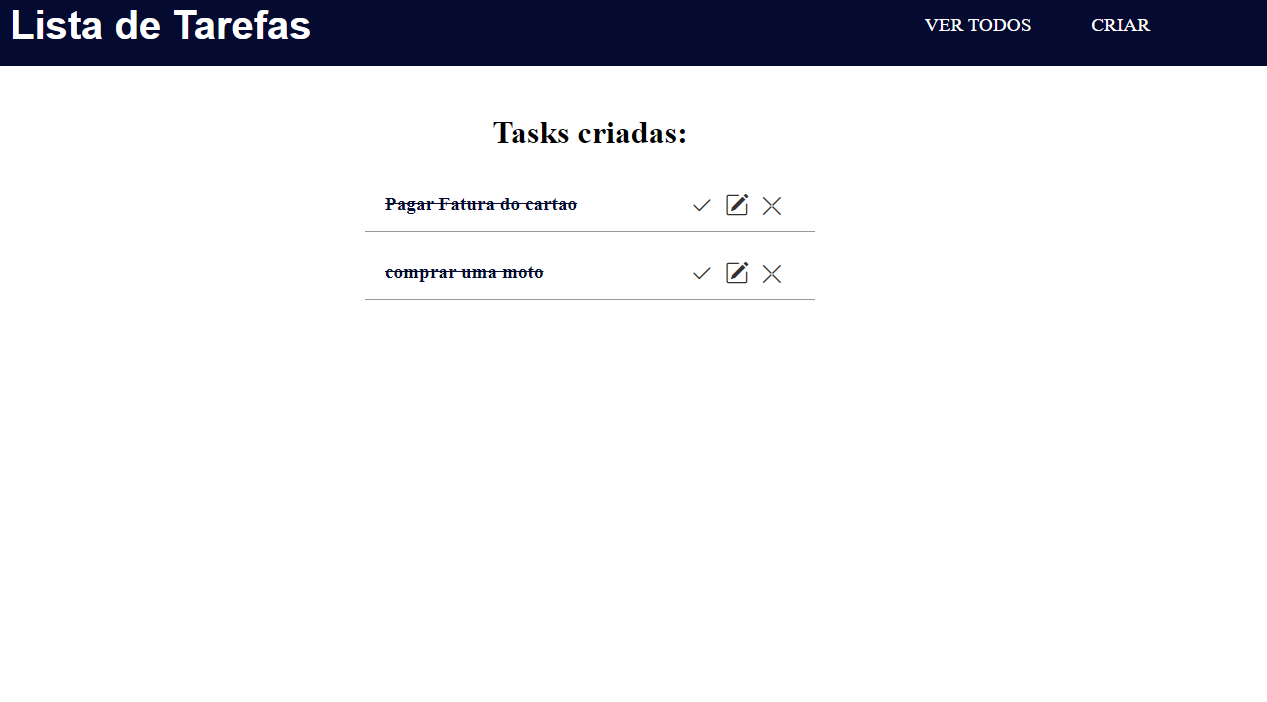 Lista de Tarefas
VER TODOS
CRIAR
Tasks criadas:
Pagar Fatura do cartao
comprar uma moto